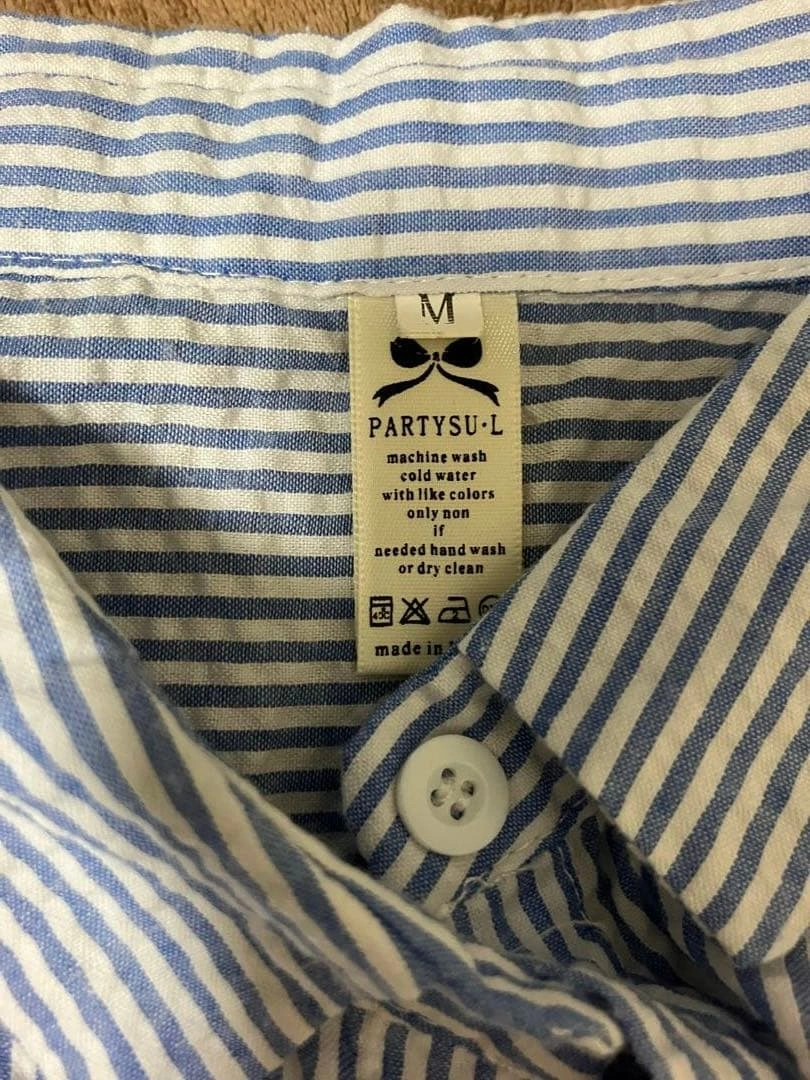 M
PARTYSU·L
machine wash
cold water
with like colors
only non
if
needed hand wash
or dry clean
made in